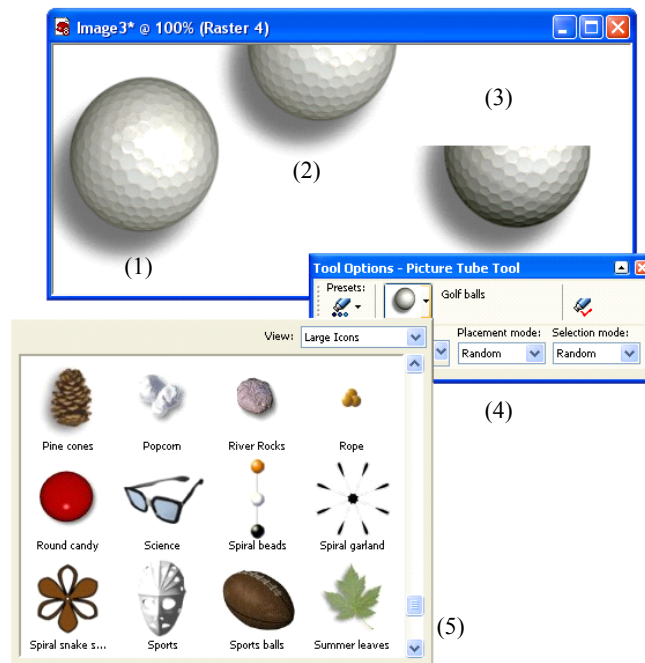 Image3* @ 100% (Raster 4)
(3)
(2)
(1)
Tool Options - Picture Tube Tool
Presets:
Golf balls
View: Large Icons
Placement mode: Selection mode:
Random Random
(4)
Pine cones Popcorn River Rocks Rope
Round candy Science Spiral beads Spiral garland
Spiral snake s... Sports Sports balls Summer leaves
(5)